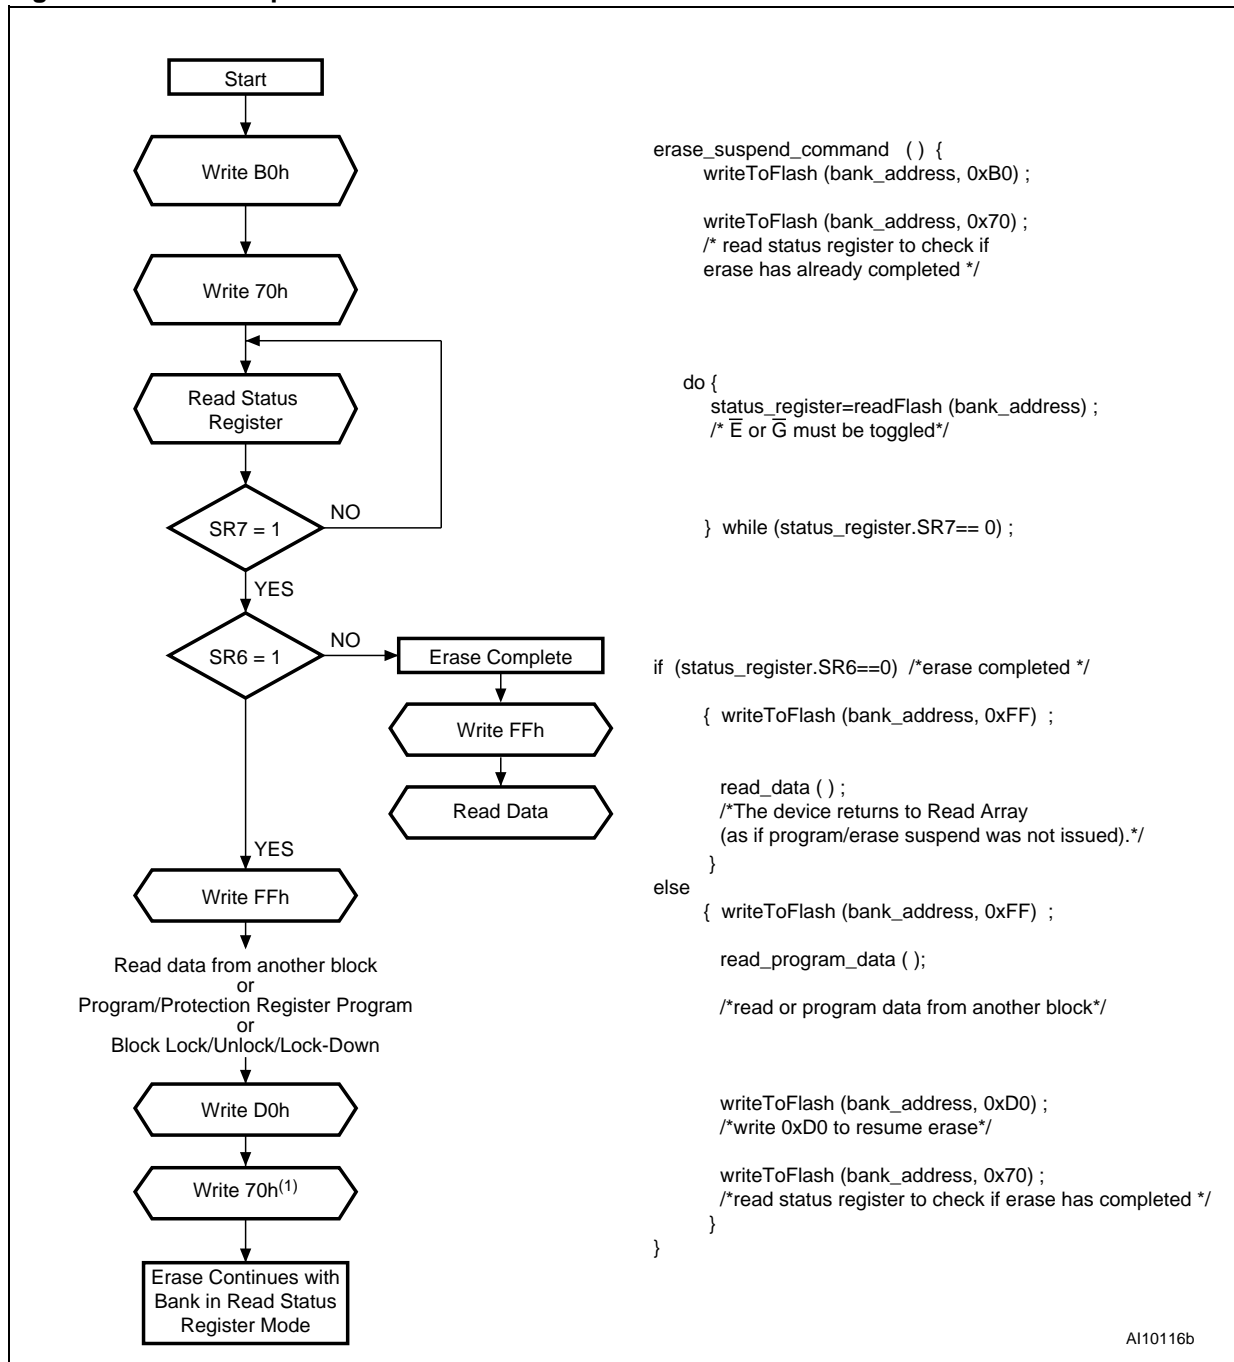 Start
Write B0h
Write 70h
Read Status
Register
SR7 = 1
NO
YES
SR6 = 1
NO
Erase Complete
Write FFh
Read Data
YES
Write FFh
Read data from another block
or
Program/Protection Register Program
or
Block Lock/Unlock/Lock-Down
Write D0h
Write 70h(1)
Erase Continues with
Bank in Read Status
Register Mode
erase_suspend_command ( ) {
writeToFlash (bank_address, 0xB0) ;
writeToFlash (bank_address, 0x70) ;
/* read status register to check if
erase has already completed */
do {
status_register=readFlash (bank_address) ;
/* E̅ or G̅ must be toggled*/
} while (status_register.SR7== 0) ;
if (status_register.SR6==0) /*erase completed */
{ writeToFlash (bank_address, 0xFF) ;
read_data ( ) ;
/*The device returns to Read Array
(as if program/erase suspend was not issued).*/
}
else
{ writeToFlash (bank_address, 0xFF) ;
read_program_data ( );
/*read or program data from another block*/
writeToFlash (bank_address, 0xD0) ;
/*write 0xD0 to resume erase*/
writeToFlash (bank_address, 0x70) ;
/*read status register to check if erase has completed */
}
}
AI10116b